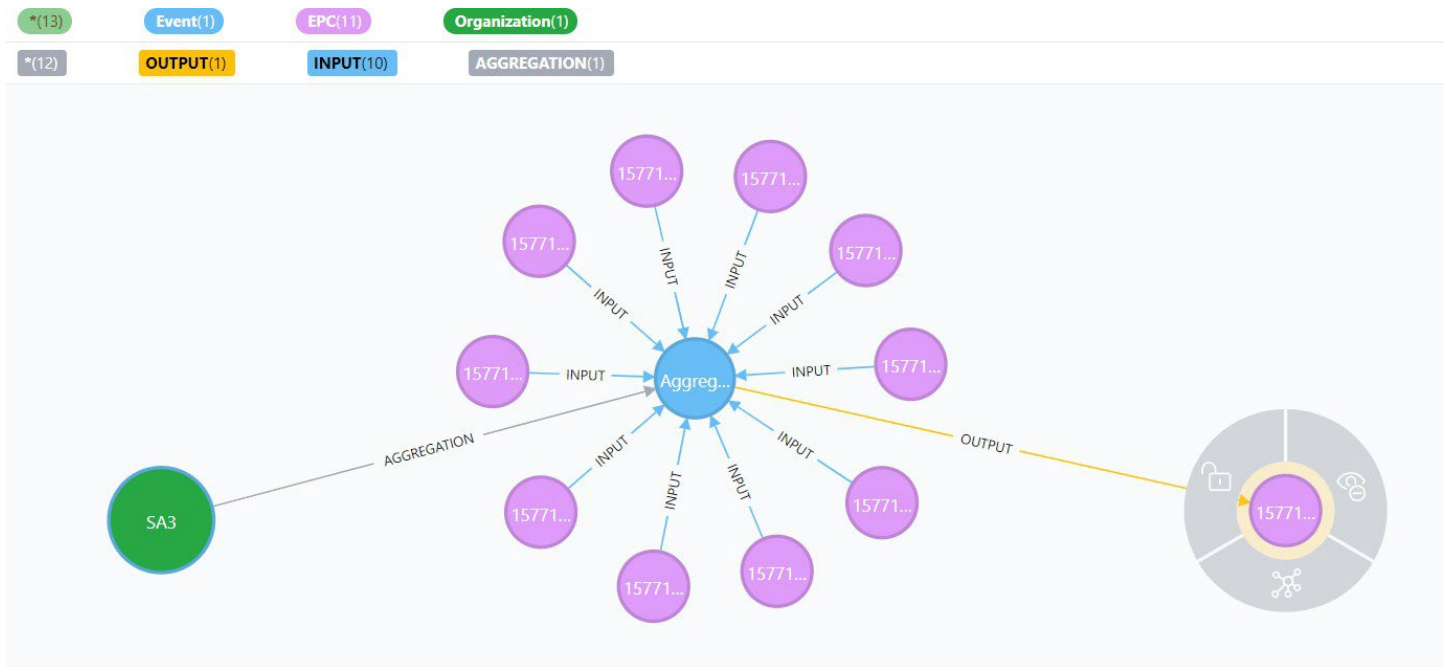 *(13) Event(1) EPC(11) Organization(1)
*(12) OUTPUT(1) INPUT(10) AGGREGATION(1)
15771...
15771...
15771...
15771...
INPUT
INPUT
INPUT
INPUT
15771...
INPUT
Aggreg...
INPUT
15771...
AGGREGATION
OUTPUT
INPUT
INPUT
INPUT
INPUT
SA3
15771...
15771...
15771...
15771...
15771...